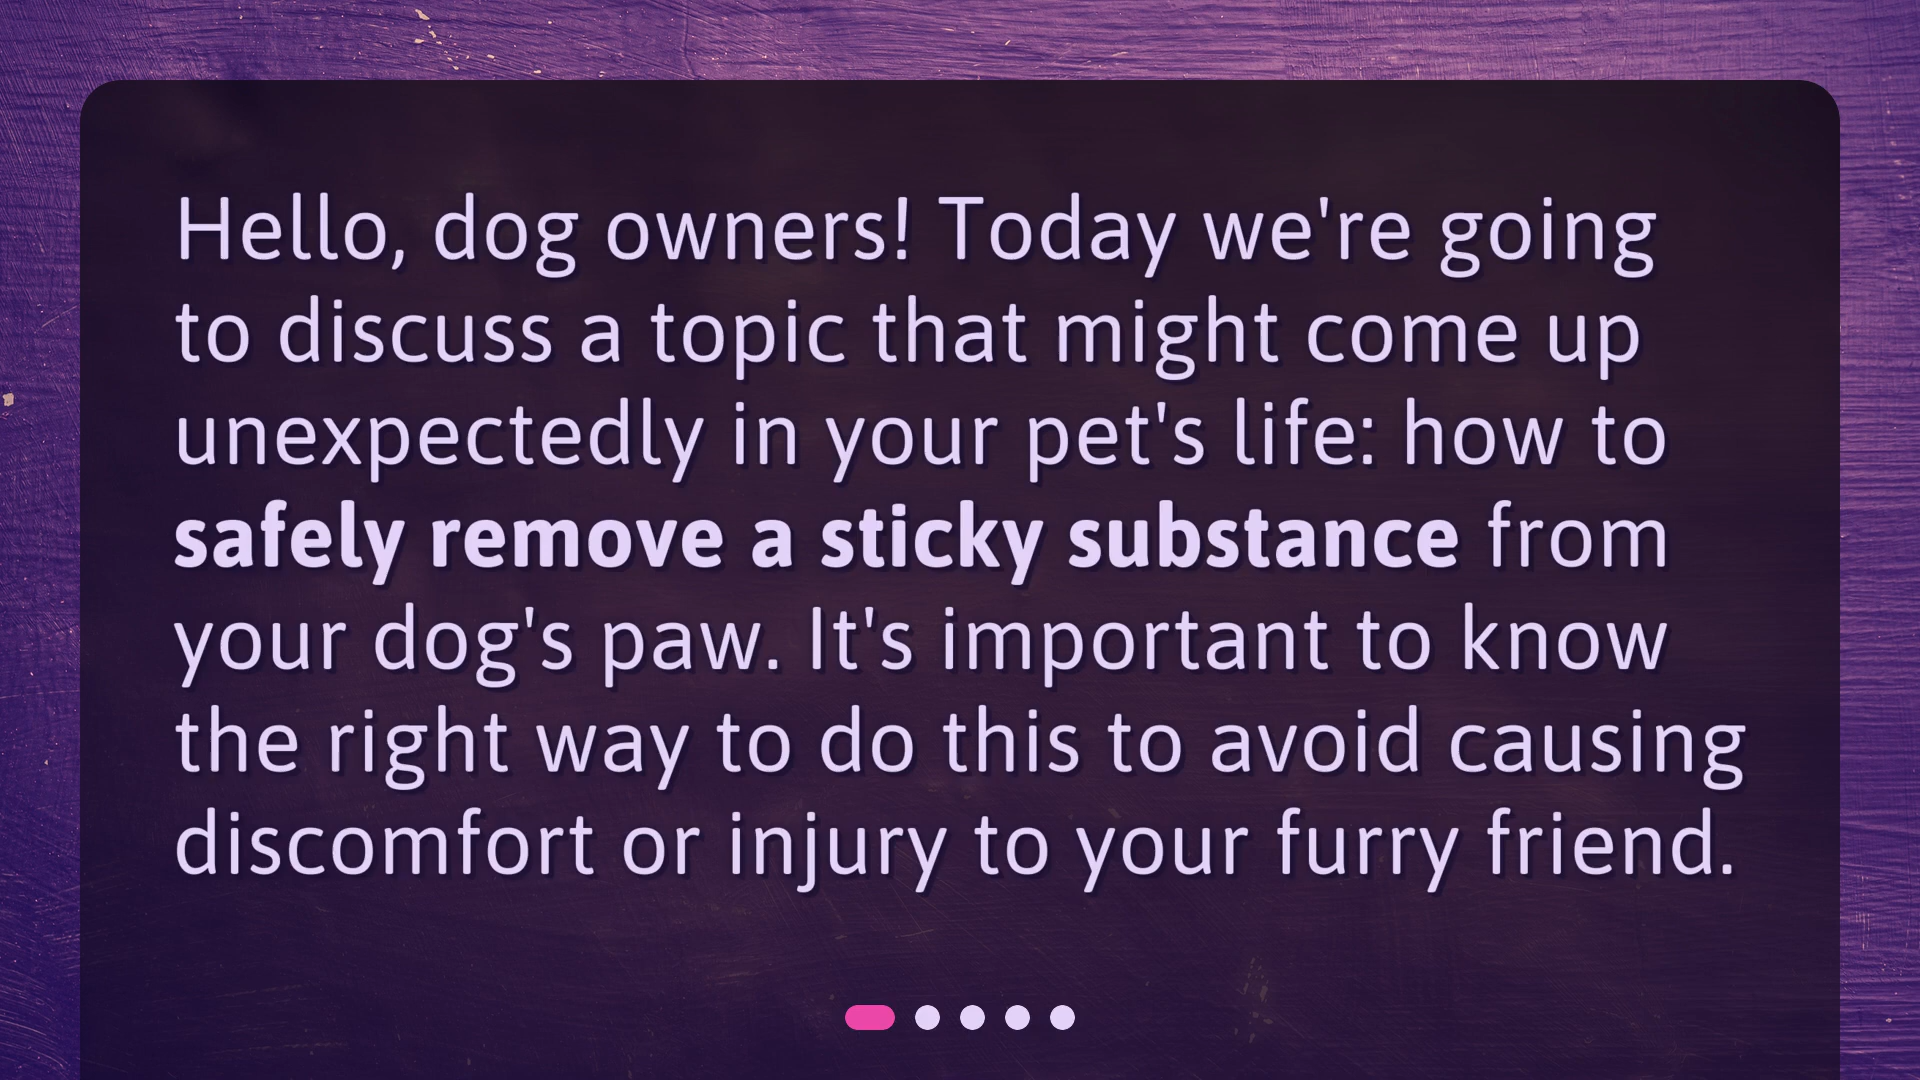 Hello, dog owners! Today we're going
to discuss a topic that might come up
unexpectedly in your pet's life: how to
safely remove a sticky substance from
your dog's paw. It's important to know
the right way to do this to avoid causing
discomfort or injury to your furry friend.